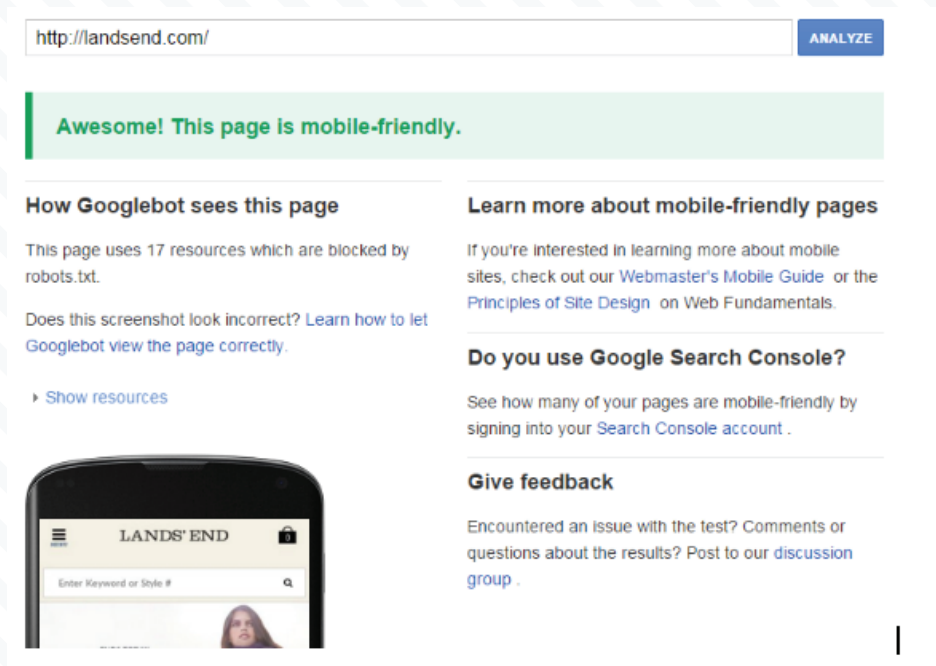 http://landsend.com/
ANALYZE
Awesome! This page is mobile-friendly.
How Googlebot sees this page
This page uses 17 resources which are blocked by
robots.txt.
Does this screenshot look incorrect? Learn how to let
Googlebot view the page correctly.
Show resources
LANDS' END
0
Enter Keyword or Style #
Learn more about mobile-friendly pages
If you're interested in learning more about mobile
sites, check out our Webmaster's Mobile Guide or the
Principles of Site Design on Web Fundamentals.
Do you use Google Search Console?
See how many of your pages are mobile-friendly by
signing into your Search Console account .
Give feedback
Encountered an issue with the test? Comments or
questions about the results? Post to our discussion
group .